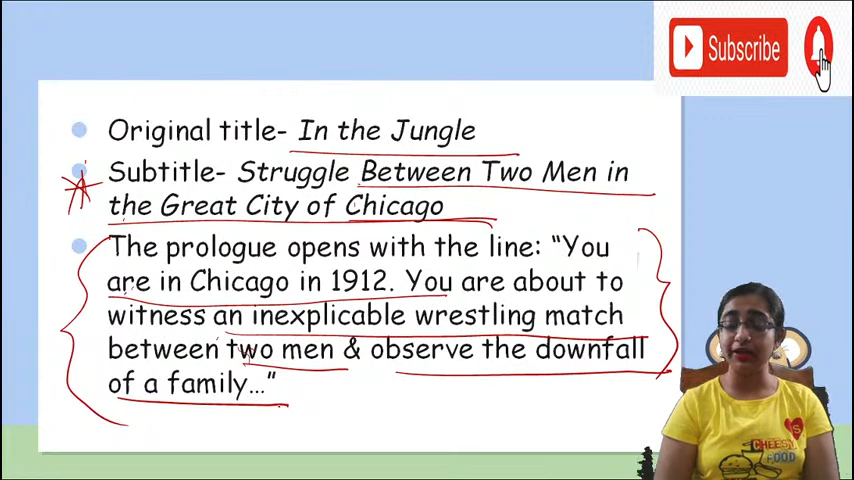 Subscribe
Original title- In the Jungle
Subtitle- Struggle Between Two Men in
the Great City of Chicago
The prologue opens with the line: “You
are in Chicago in 1912. You are about to
witness an inexplicable wrestling match
between two men & observe the downfall
of a family...”
S
CHEESY
FOOD